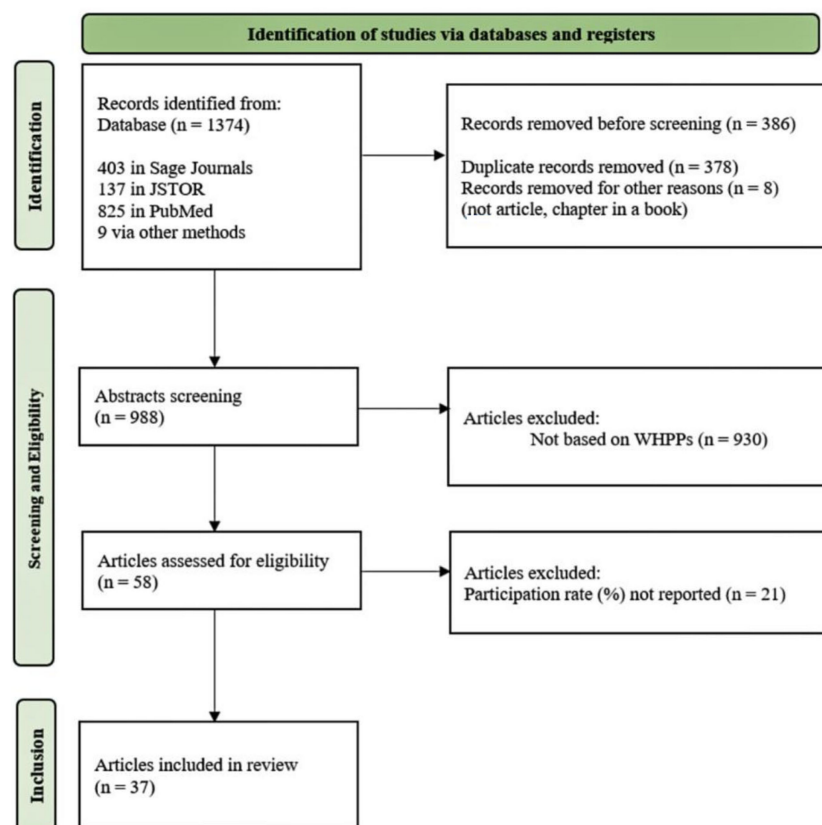 Identification of studies via databases and registers
Identification
Records identified from:
Database (n = 1374)
403 in Sage Journals
137 in JSTOR
825 in PubMed
9 via other methods
Records removed before screening (n = 386)
Duplicate records removed (n = 378)
Records removed for other reasons (n = 8)
(not article, chapter in a book)
Screening and Eligibility
Abstracts screening
(n = 988)
Articles excluded:
Not based on WHPPs (n = 930)
Articles assessed for eligibility
(n = 58)
Articles excluded:
Participation rate (%) not reported (n = 21)
Inclusion
Articles included in review
(n = 37)